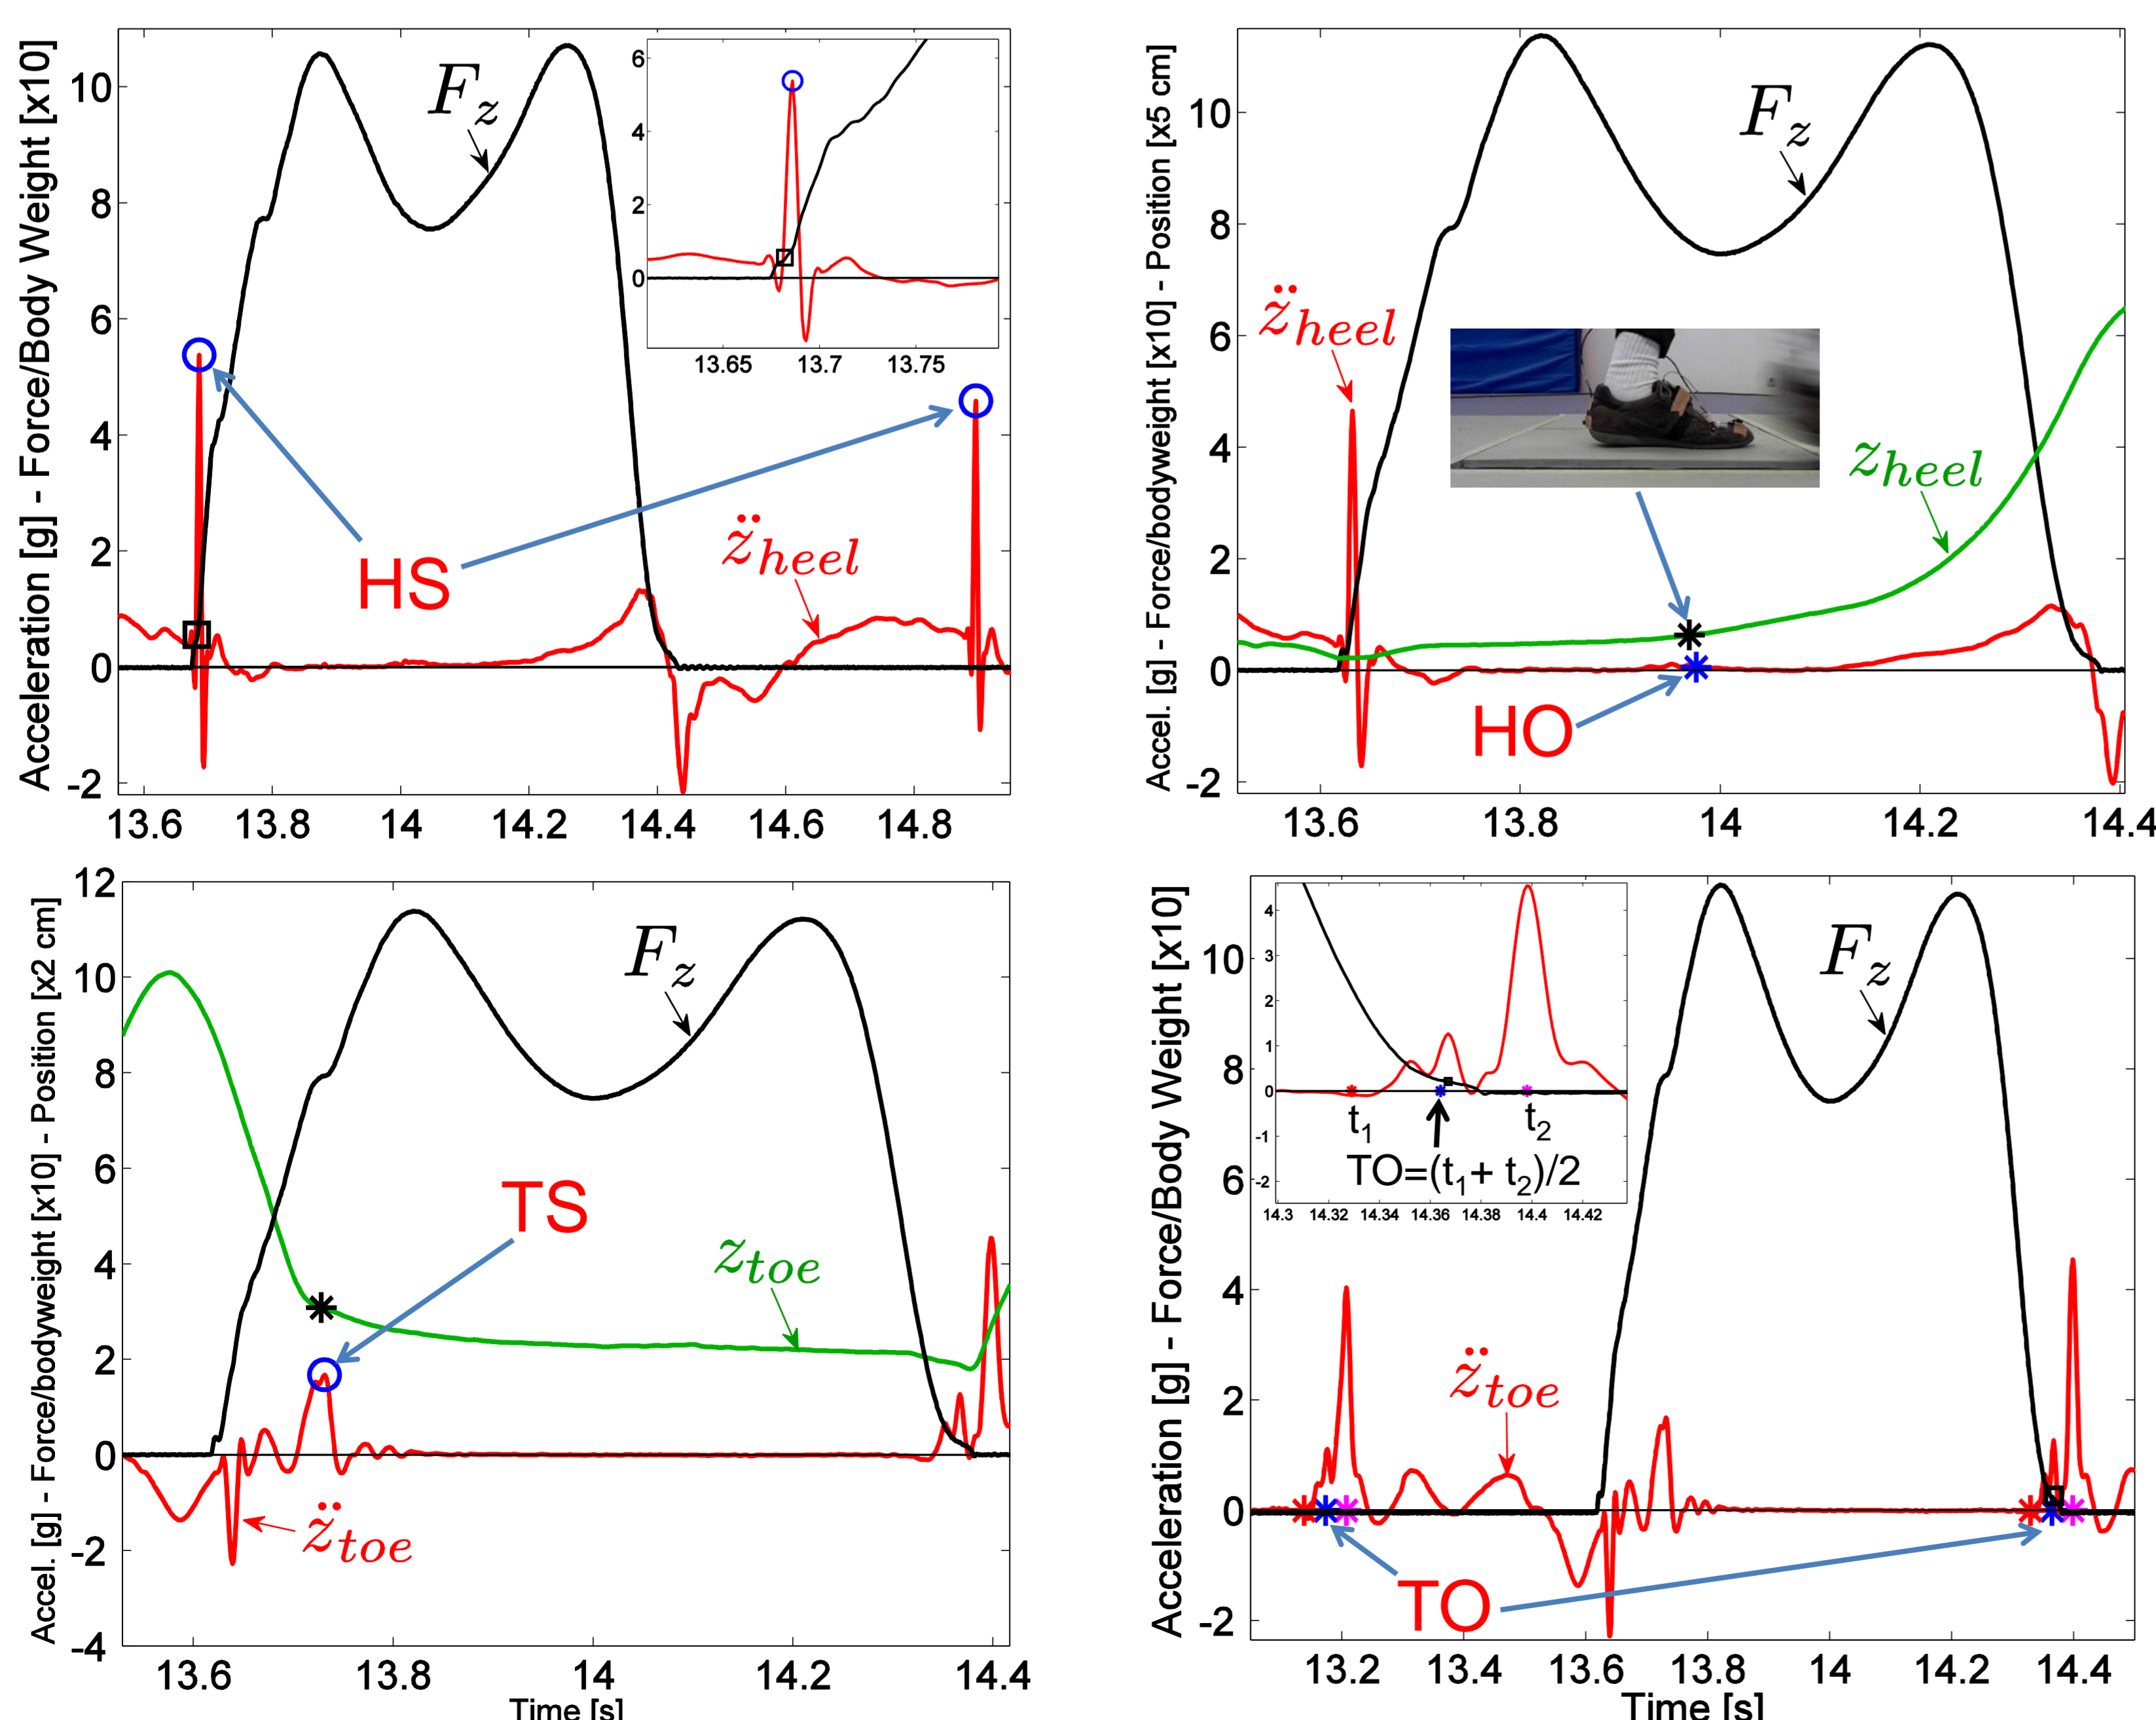 Acceleration [g] - Force/Body Weight [x10]
10
8
6
4
2
0
-2
13.6 13.8 14 14.2 14.4 14.6 14.8
F_z
HS
z̈_heel
6
4
2
0
13.65 13.7 13.75
Accel. [g] - Force/bodyweight [x10] - Position [x5 cm]
10
8
6
4
2
0
-2
13.6 13.8 14 14.2 14.4
F_z
z̈_heel
z_heel
HO
Accel. [g] - Force/bodyweight [x10] - Position [x2 cm]
12
10
8
6
4
2
0
-2
-4
13.6 13.8 14 14.2 14.4
Time [s]
F_z
TS
z_toe
z̈_toe
Acceleration [g] - Force/Body Weight [x10]
10
8
6
4
2
0
-2
13.2 13.4 13.6 13.8 14 14.2 14.4
Time [s]
F_z
z̈_toe
TO
4
3
2
1
0
-1
-2
t₁ t₂
TO=(t₁+ t₂)/2
14.3 14.32 14.34 14.36 14.38 14.4 14.42